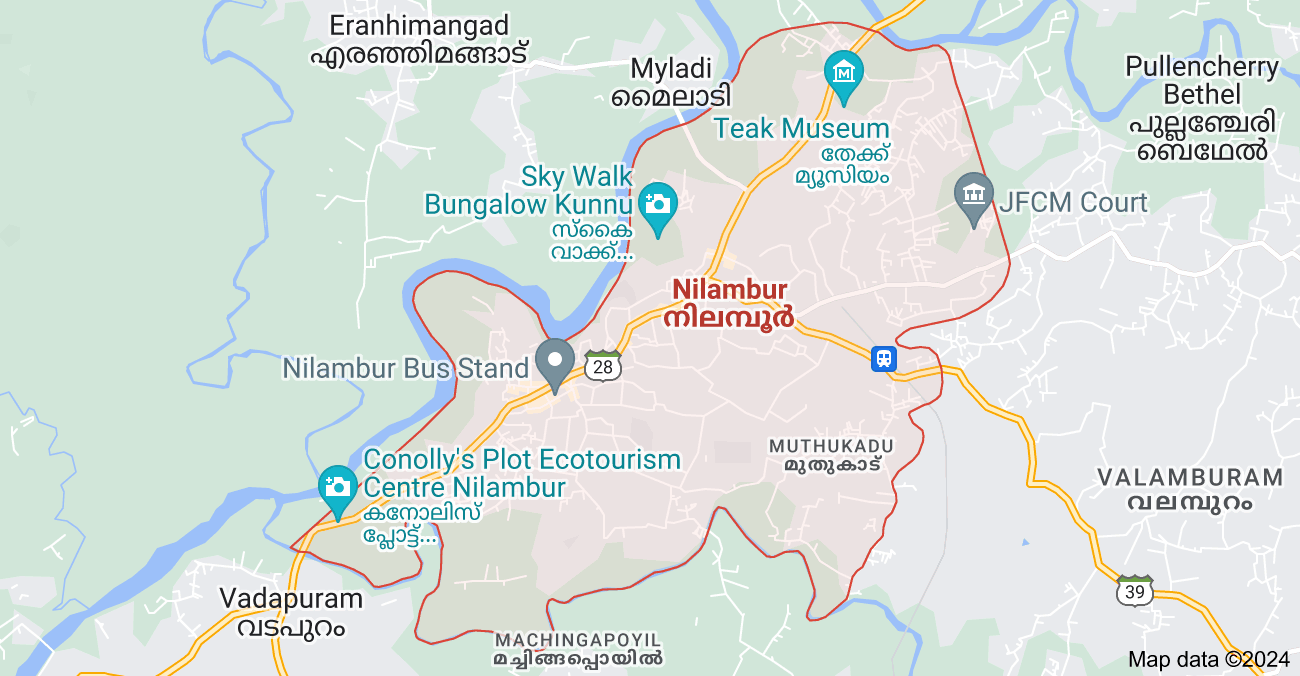 Eranhimangad
എരഞ്ഞിമങ്ങാട്
Myladi
മൈലാടി
Pullencherry
Bethel
പുല്ലഞ്ചേരി
ബെഥേൽ
Teak Museum
തേക്ക്
മ്യൂസിയം
Sky Walk
Bungalow Kunnu
സ്കൈ
വാക്ക്...
JFCM Court
Nilambur
നിലമ്പൂർ
Nilambur Bus Stand
28
MUTHUKADU
മുതുകാട്
Conolly's Plot Ecotourism
Centre Nilambur
കനോലിസ്
പ്ലോട്ട്...
VALAMBURAM
വലമ്പുറം
39
Vadapuram
വടപുറം
MACHINGAPOYIL
മച്ചിങ്ങപ്പൊയിൽ
Map data ©2024